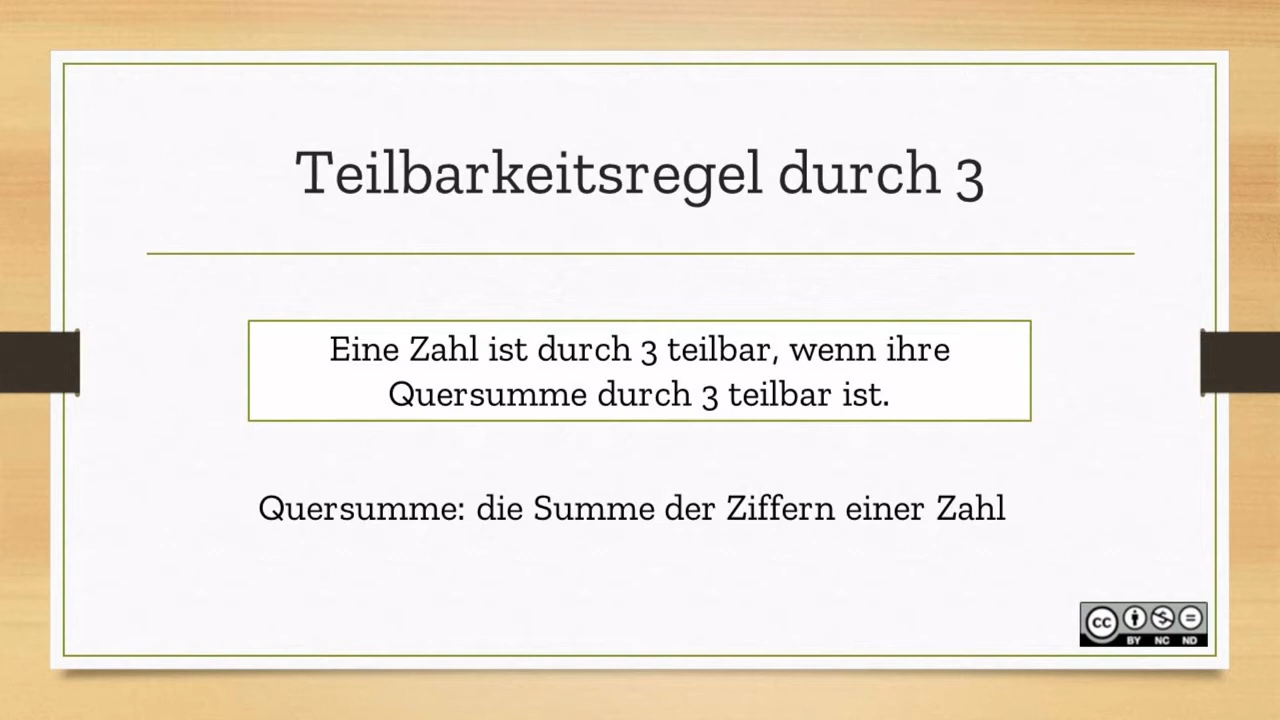 Teilbarkeitsregel durch 3
Eine Zahl ist durch 3 teilbar, wenn ihre
Quersumme durch 3 teilbar ist.
Quersumme: die Summe der Ziffern einer Zahl
cc
BY NC ND